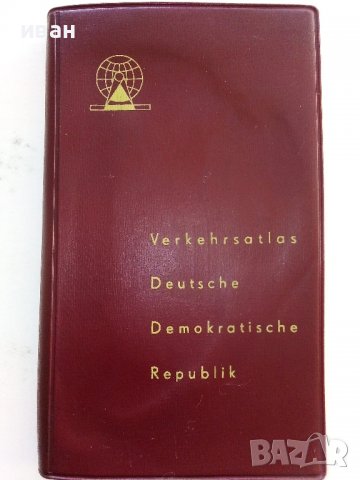 иван
Verkehrsatlas
Deutsche
Demokratische
Republik
BAZAR